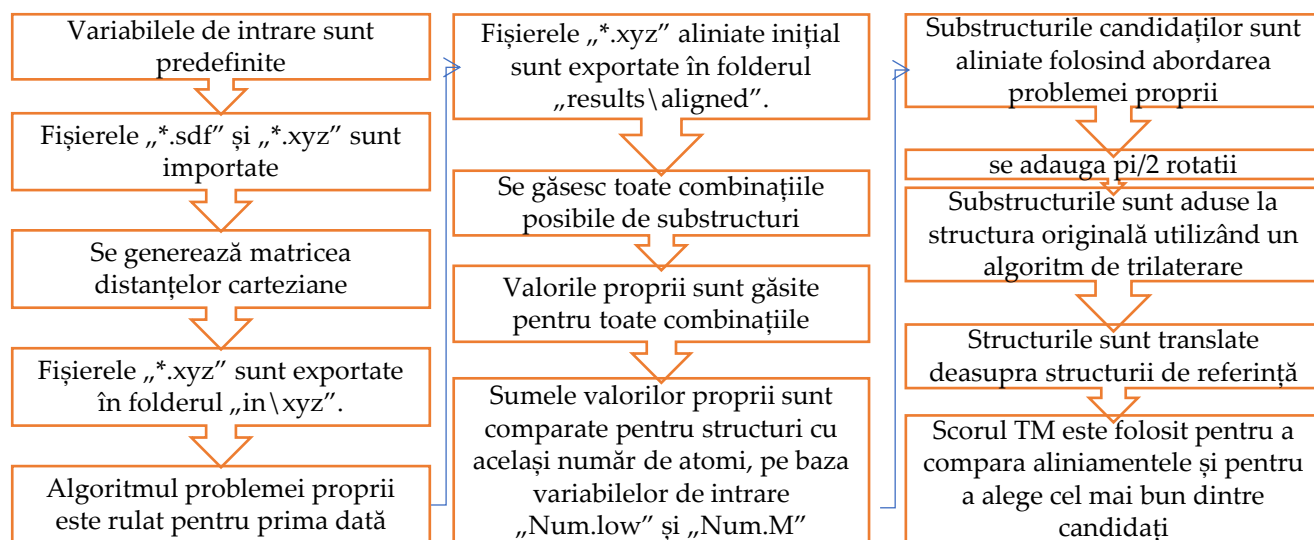 Variabilele de intrare sunt
predefinite
Fișierele „*.sdf” și „*.xyz” sunt
importate
Se generează matricea
distanțelor carteziane
Fișierele „*.xyz” sunt exportate
în folderul „in\xyz”.
Algoritmul problemei proprii
este rulat pentru prima dată
Fișierele „*.xyz” aliniate inițial
sunt exportate în folderul
„results\aligned”.
Se găsesc toate combinațiile
posibile de substructuri
Valorile proprii sunt găsite
pentru toate combinațiile
Sumele valorilor proprii sunt
comparate pentru structuri cu
același număr de atomi, pe baza
variabilelor de intrare
„Num.low” și „Num.M”
Substructurile candidaților sunt
aliniate folosind abordarea
problemei proprii
se adauga pi/2 rotatii
Substructurile sunt aduse la
structura originală utilizând un
algoritm de trilaterare
Structurile sunt translate
deasupra structurii de referință
Scorul TM este folosit pentru a
compara aliniamentele și pentru
a alege cel mai bun dintre
candidați